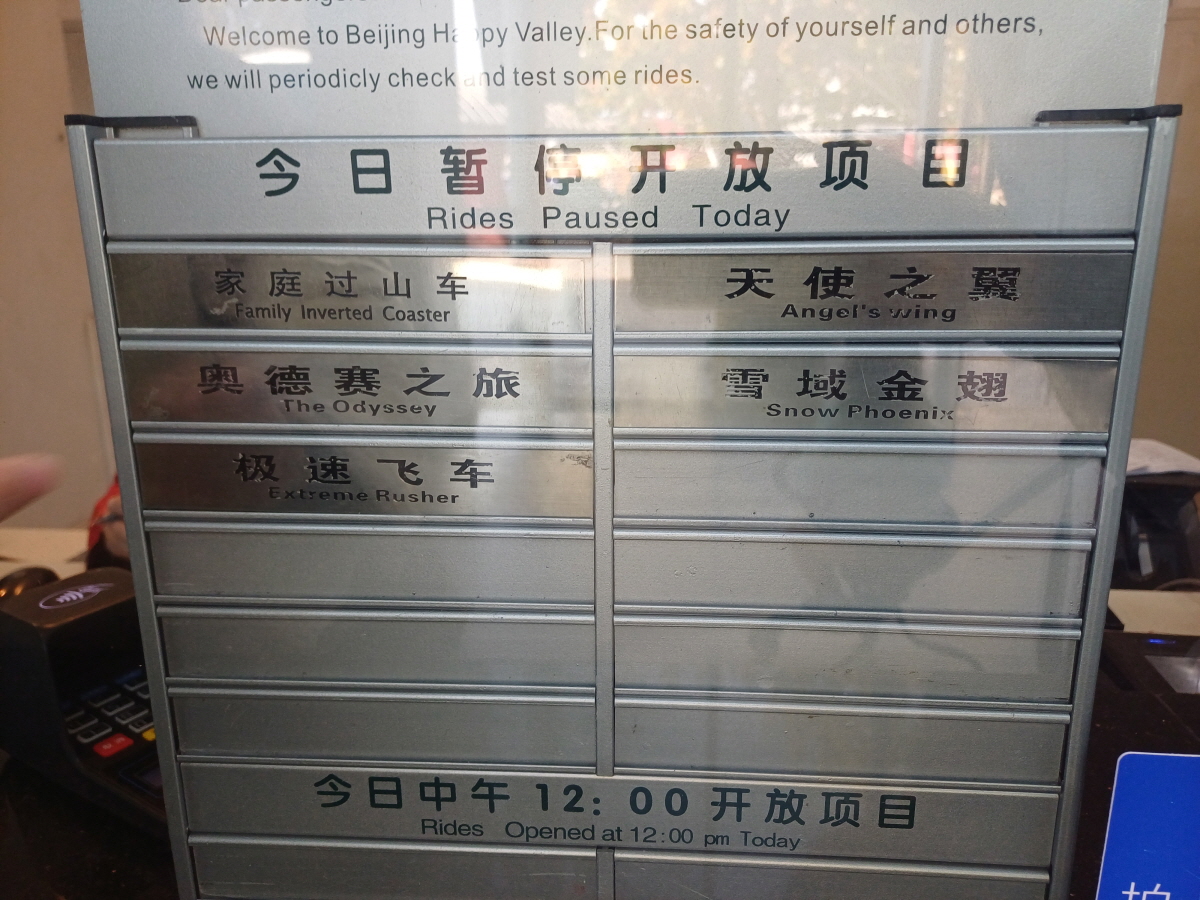 Dear passengers
Welcome to Beijing Happy Valley.For the safety of yourself and others,
we will periodicly check and test some rides.
今日暂停开放项目
Rides Paused Today
家庭过山车
Family Inverted Coaster
天使之翼
Angel's wing
奥德赛之旅
The Odyssey
雪域金翅
Snow Phoenix
极速飞车
Extreme Rusher
今日中午12:00开放项目
Rides Opened at 12:00 pm Today